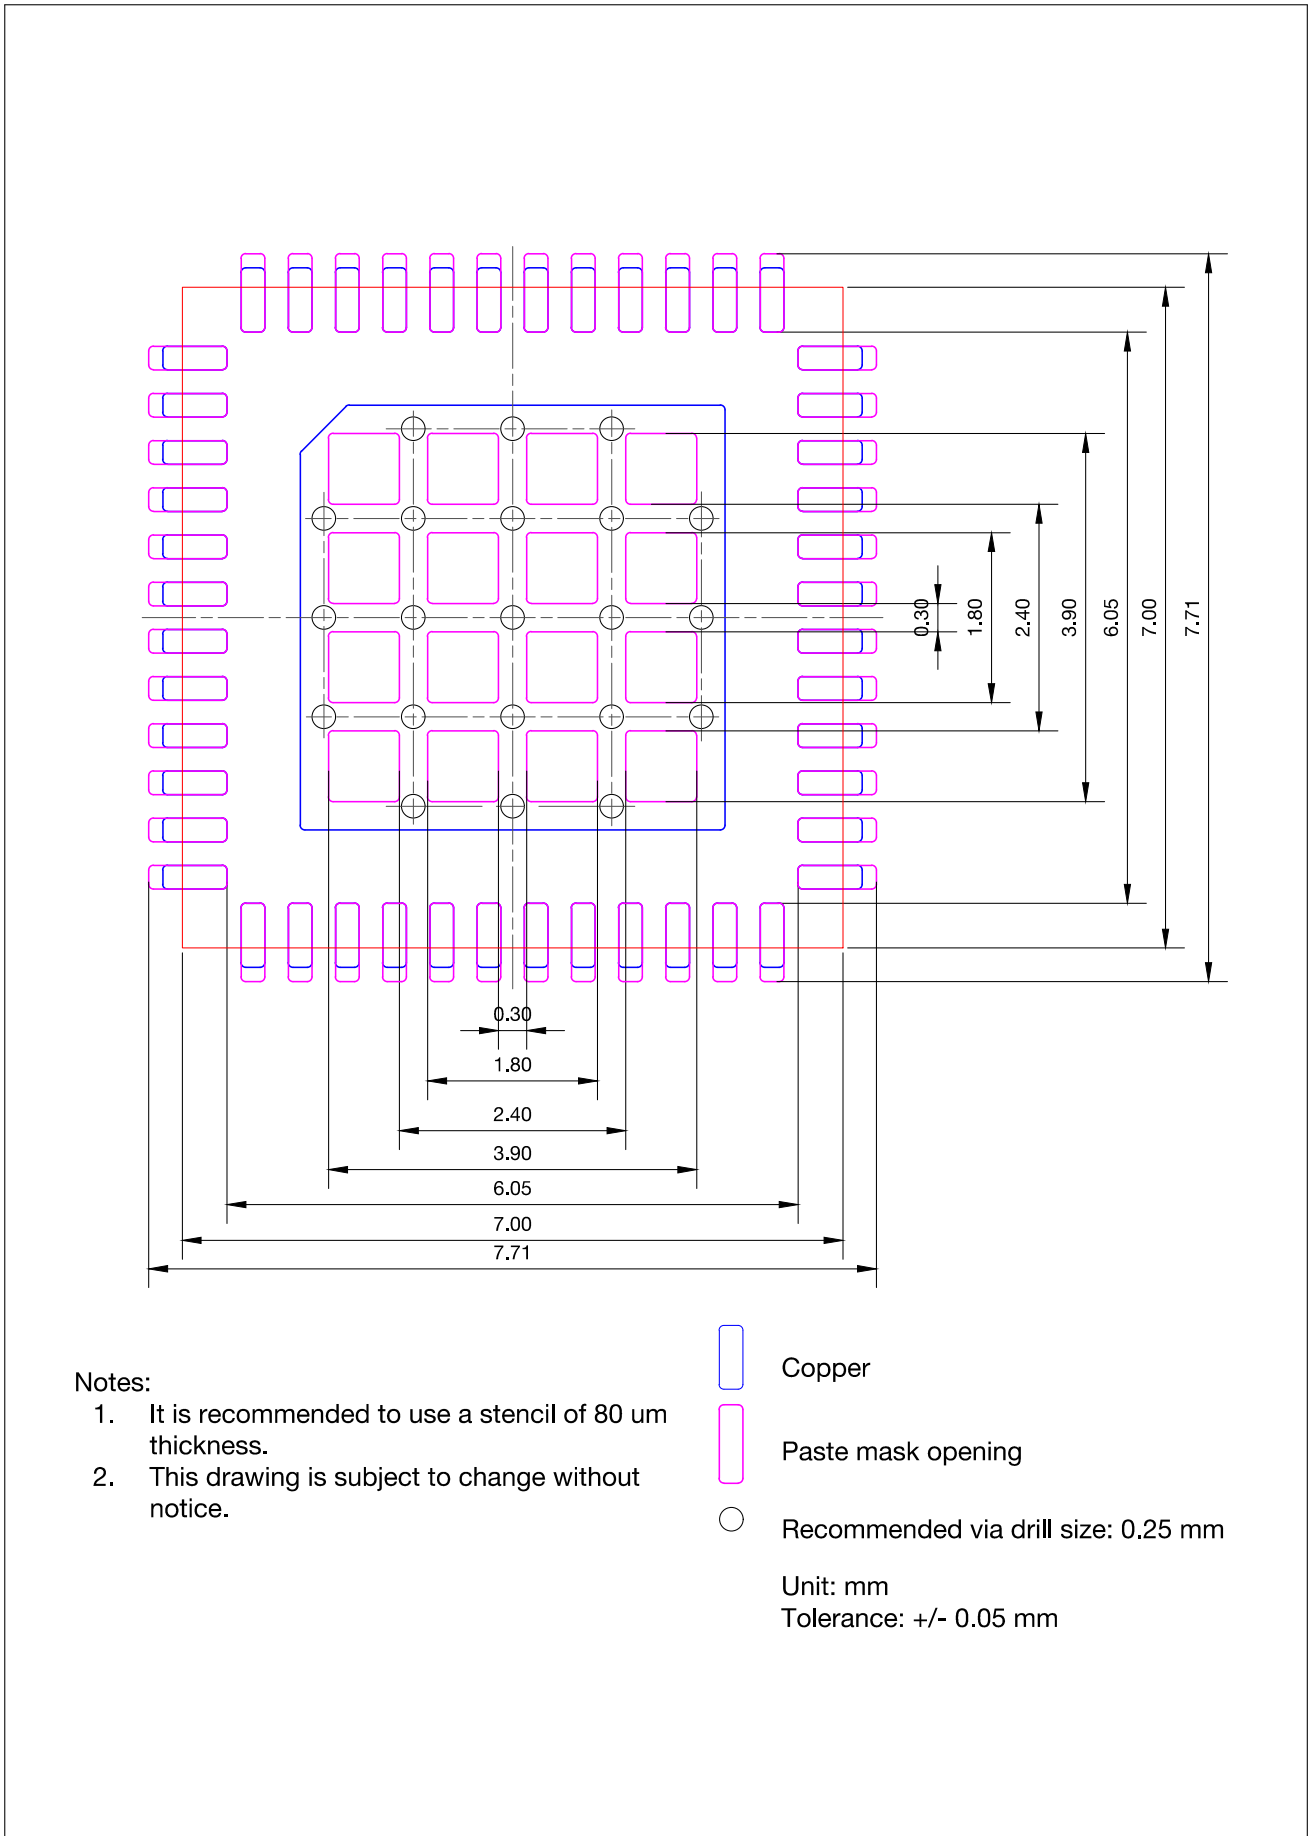 0.30
1.80
2.40
3.90
6.05
7.00
7.71
0.30
1.80
2.40
3.90
6.05
7.00
7.71
Notes:
1. It is recommended to use a stencil of 80 um
thickness.
2. This drawing is subject to change without
notice.
Copper
Paste mask opening
Recommended via drill size: 0.25 mm
Unit: mm
Tolerance: +/- 0.05 mm